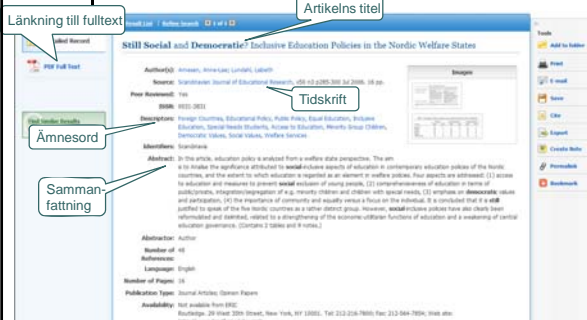 Artikelns titel
Länkning till fulltext
Result List | Refine Search 1 of 1
Detailed Record
Tools
Still Social and Democratic? Inclusive Education Policies in the Nordic Welfare States
Add to folder
PDF Full Text
Author(s): Arnesen, Anne-Lise; Lundahl, Lisbeth
Images
Print
Source: Scandinavian Journal of Educational Research, v50 n3 p285-300 Jul 2006. 16 pp.
E-mail
Peer Reviewed: Yes
Tidskrift
Save
ISSN: 0031-3831
Find Similar Results
Descriptors: Foreign Countries, Educational Policy, Public Policy, Equal Education, Inclusive
Cite
Ämnesord
Education, Special Needs Students, Access to Education, Minority Group Children,
Export
Democratic Values, Social Values, Welfare Services
Create Note
Identifiers: Scandinavia
Permalink
Abstract: In the article, education policy is analyzed from a welfare state perspective. The aim
Bookmark
is to analyse the significance attributed to social-inclusive aspects of education in contemporary education policies of the Nordic
Samman-
fattning
countries, and the extent to which education is regarded as an element in welfare policies. Four aspects are addressed: (1) access
to education and measures to prevent social exclusion of young people, (2) comprehensiveness of education in terms of
public/private, integration/segregation of e.g. minority children and children with special needs, (3) emphasis on democratic values
and participation, (4) the importance of community and equality versus a focus on the individual. It is concluded that it is still
justified to speak of the five Nordic countries as a rather distinct group. However, social-inclusive policies have also clearly been
reformulated and delimited, related to a strengthening of the economic-utilitarian functions of education and a weakening of central
education governance. (Contains 2 tables and 9 notes.)
Abstractor: Author
Number of References: 48
Language: English
Number of Pages: 16
Publication Type: Journal Articles; Opinion Papers
Availability: Not available from ERIC
Routledge. 29 West 35th Street, New York, NY 10001. Tel: 212-216-7800; Fax: 212-564-7854; Web site: